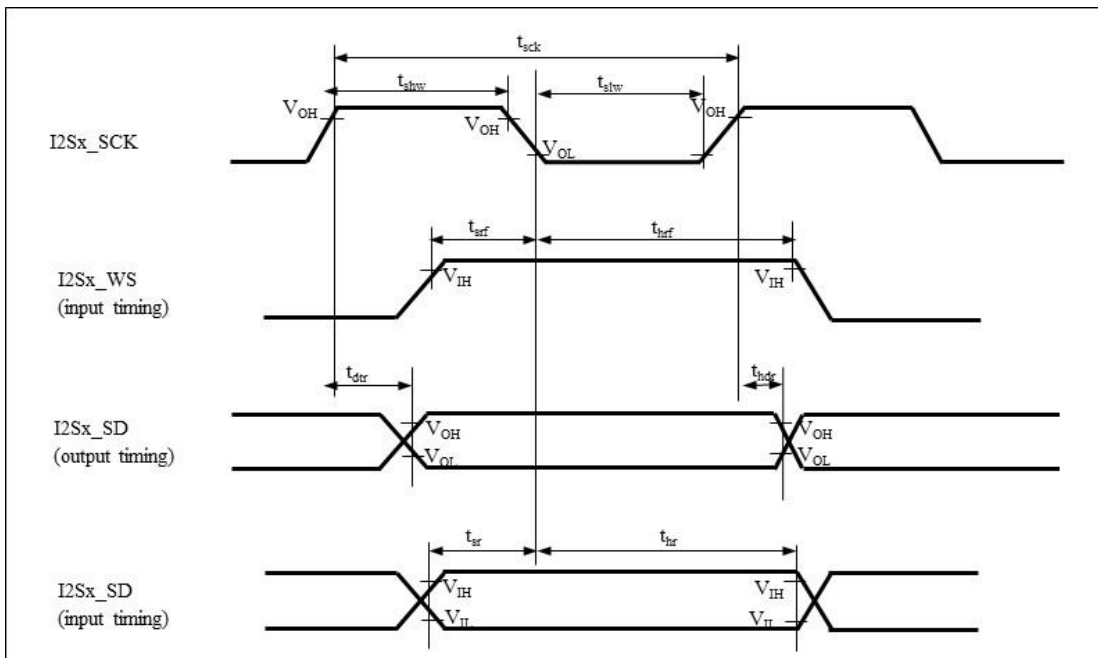 t_sck
t_shw
t_slw
V_OH
V_OH
V_OH
I2Sx_SCK
V_OL
t_srf
t_hrf
I2Sx_WS
(input timing)
V_IH
V_IH
t_dtr
t_hdr
I2Sx_SD
(output timing)
V_OH
V_OH
V_OL
V_OL
t_sr
t_hr
I2Sx_SD
(input timing)
V_IH
V_IH
V_IL
V_IL